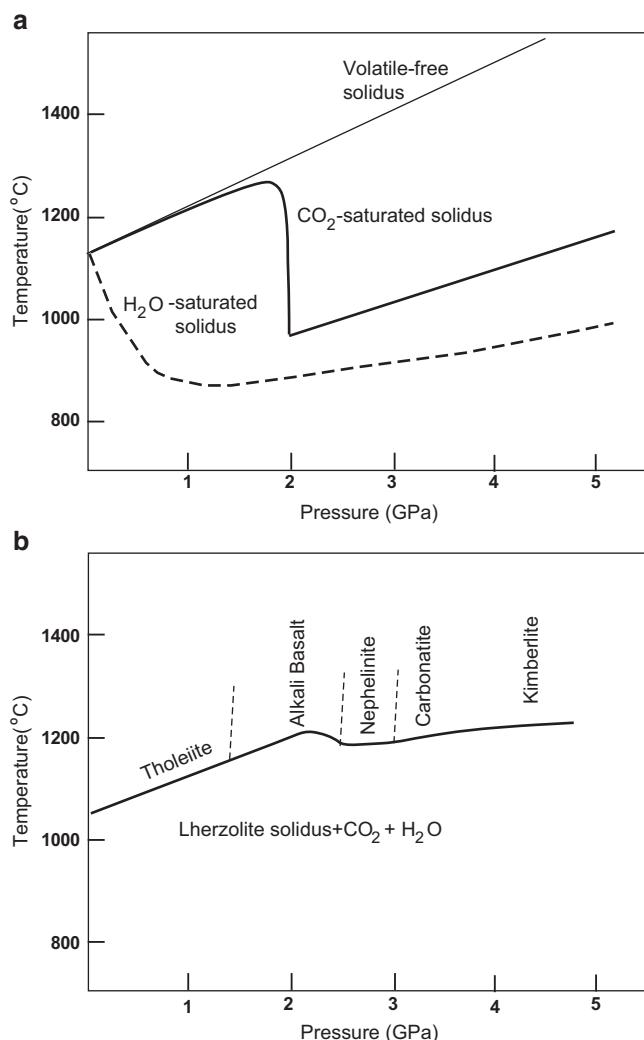 a
Volatile-free
solidus
CO2-saturated solidus
H2O -saturated
solidus
Temperature(°C)
1400
1200
1000
800
1
2
3
4
5
Pressure (GPa)
b
Tholeiite
Alkali Basalt
Nephelinite
Carbonatite
Kimberlite
Lherzolite solidus+CO2 + H2O
Temperature(°C)
1400
1200
1000
800
1
2
3
4
5
Pressure (GPa)